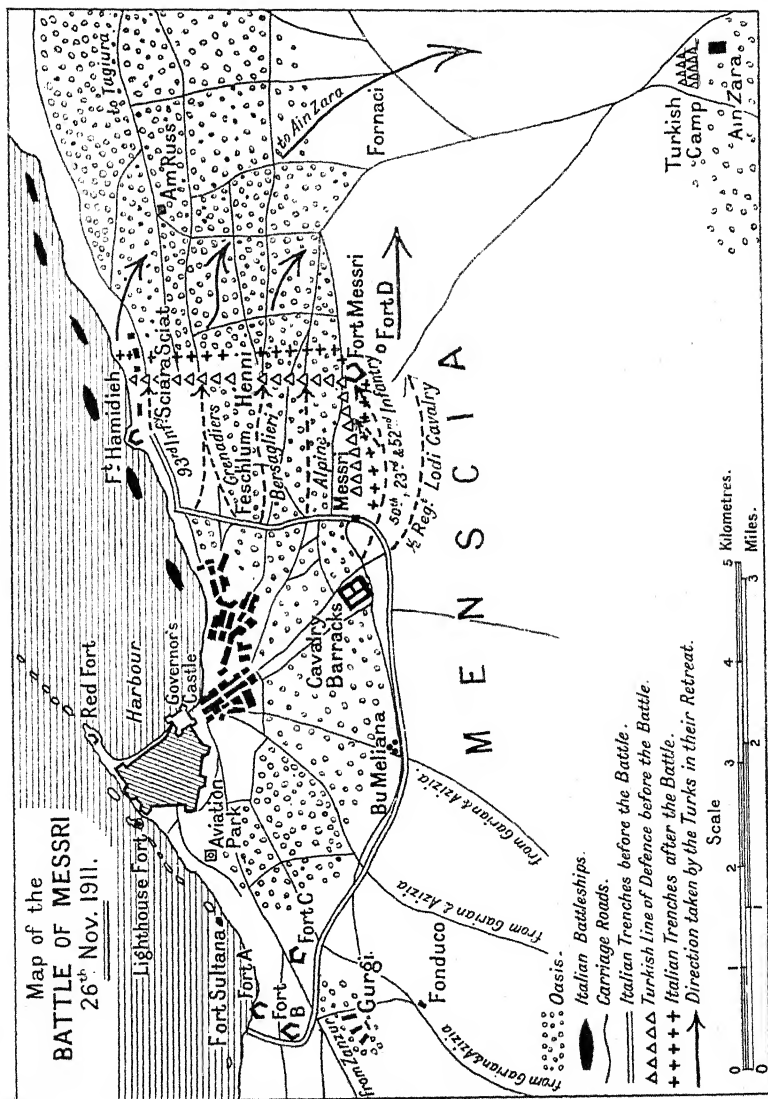 Map of the
BATTLE OF MESSRI
26th Nov. 1911.
Lighthouse Fort
Red Fort
Harbour
Governor's
Castle
Aviation
Park
Fort Sultana
Fort A
Fort
B
Fort C
from Zanzur
Gurgi
Fonduco
from Garian & Azizia
from Garian & Azizia
from Garian & Azizia.
Bu Meliana
Cavalry
Barracks
Ft Hamidieh
Sciara Sciat
93rd Infy
Grenadiers
Feschlum
Henni
Bersaglieri
Alpini
Messri
Fort Messri
Fort D
50th, 23rd & 52nd Infantry
½ Regt Lodi Cavalry
to Tagiura
Am Russ
to Ain Zara
Fornaci
Turkish
Camp
Ain Zara
MENSCIA
Oasis.
Italian Battleships.
Carriage Roads.
Italian Trenches before the Battle.
Turkish line of Defence before the Battle.
Italian Trenches after the Battle.
Direction taken by the Turks in their Retreat.
Scale
0 1 2 3 4 5 Kilometres.
0 1 2 3 Miles.